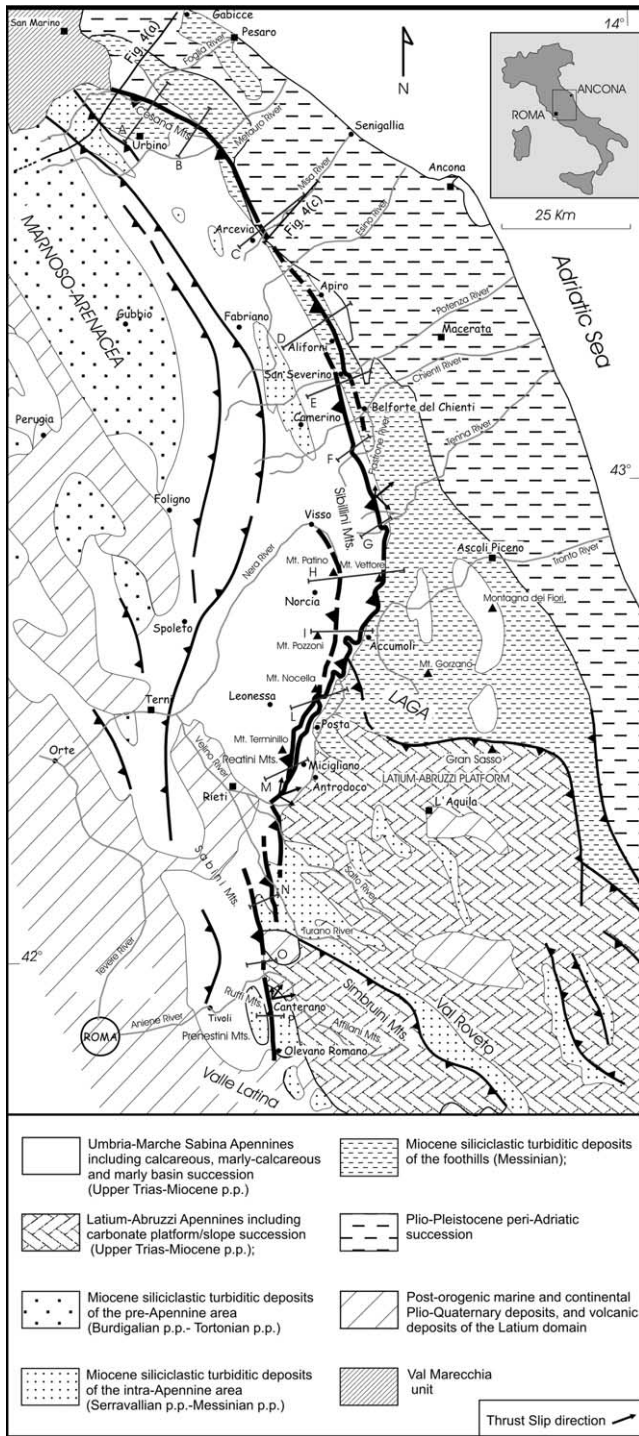 14°
San Marino
Gabicce
Pesaro
Fig. 4(a)
Foglia River
N
ANCONA
ROMA
25 Km
Cesana Mts.
A
Urbino
B
Metauro River
Senigallia
Misa River
Ancona
Arcevia
C
Fig. 4(c)
Esino River
Adriatic Sea
MARNOSO-ARENACEA
Gubbio
Fabriano
Apiro
D
Aliforni
Potenza River
Macerata
San Severino
Chienti River
E
Belforte del Chienti
Perugia
Camerino
F
Fiastrone River
Tenna River
43°
Foligno
Visso
Sibillini Mts.
G
Ascoli Piceno
Tronto River
Nera River
Mt. Patino
Mt. Vettore
H
Norcia
Montagna dei Fiori
Spoleto
I
Mt. Pozzoni
Accumoli
Mt. Gorzano
Mt. Nocella
Leonessa
L
LAGA
Terni
Posta
Orte
Velino River
Mt. Terminillo
Reatini Mts.
Micigliano
Gran Sasso
LATIUM-ABRUZZI PLATFORM
M
Antrodoco
Rieti
L'Aquila
Sabini Mts.
N
Salto River
Turano River
42°
Tevere River
O
Simbruini Mts.
Val Roveto
Ruffi Mts.
Canterano
P
Affilani Mts.
Aniene River
Tivoli
Prenestini Mts.
ROMA
Olevano Romano
Valle Latina
Umbria-Marche Sabina Apennines
including calcareous, marly-calcareous
and marly basin succession
(Upper Trias-Miocene p.p.)
Latium-Abruzzi Apennines including
carbonate platform/slope succession
(Upper Trias-Miocene p.p.);
Miocene siliciclastic turbiditic deposits
of the pre-Apennine area
(Burdigalian p.p.- Tortonian p.p.)
Miocene siliciclastic turbiditic deposits
of the intra-Apennine area
(Serravallian p.p.-Messinian p.p.)
Miocene siliciclastic turbiditic deposits
of the foothills (Messinian);
Plio-Pleistocene peri-Adriatic
succession
Post-orogenic marine and continental
Plio-Quaternary deposits, and volcanic
deposits of the Latium domain
Val Marecchia
unit
Thrust Slip direction